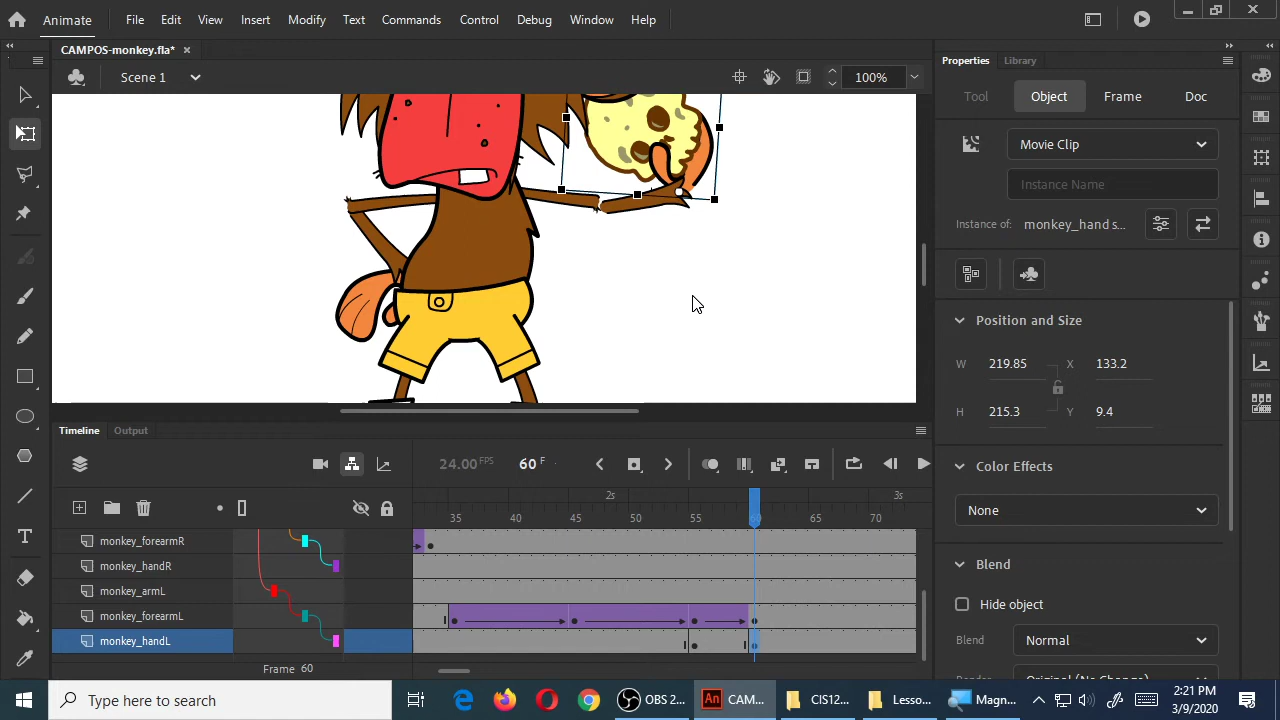 Animate
File Edit View Insert Modify Text Commands Control Debug Window Help
CAMPOS-monkey.fla*
Scene 1
100%
Properties Library
Tool Object Frame Doc
Movie Clip
Instance Name
Instance of: monkey_hand s...
Position and Size
W 219.85 X 133.2
H 215.3 Y 9.4
Color Effects
None
Blend
Hide object
Blend Normal
Render Original (No Change)
Timeline Output
24.00 FPS 60 F
2s 3s
35 40 45 50 55 60 65 70
monkey_forearmR
monkey_handR
monkey_armL
monkey_forearmL
monkey_handL
Frame 60
Type here to search
OBS 2... CAM... CIS12... Lesso... Magn...
2:21 PM
3/9/2020